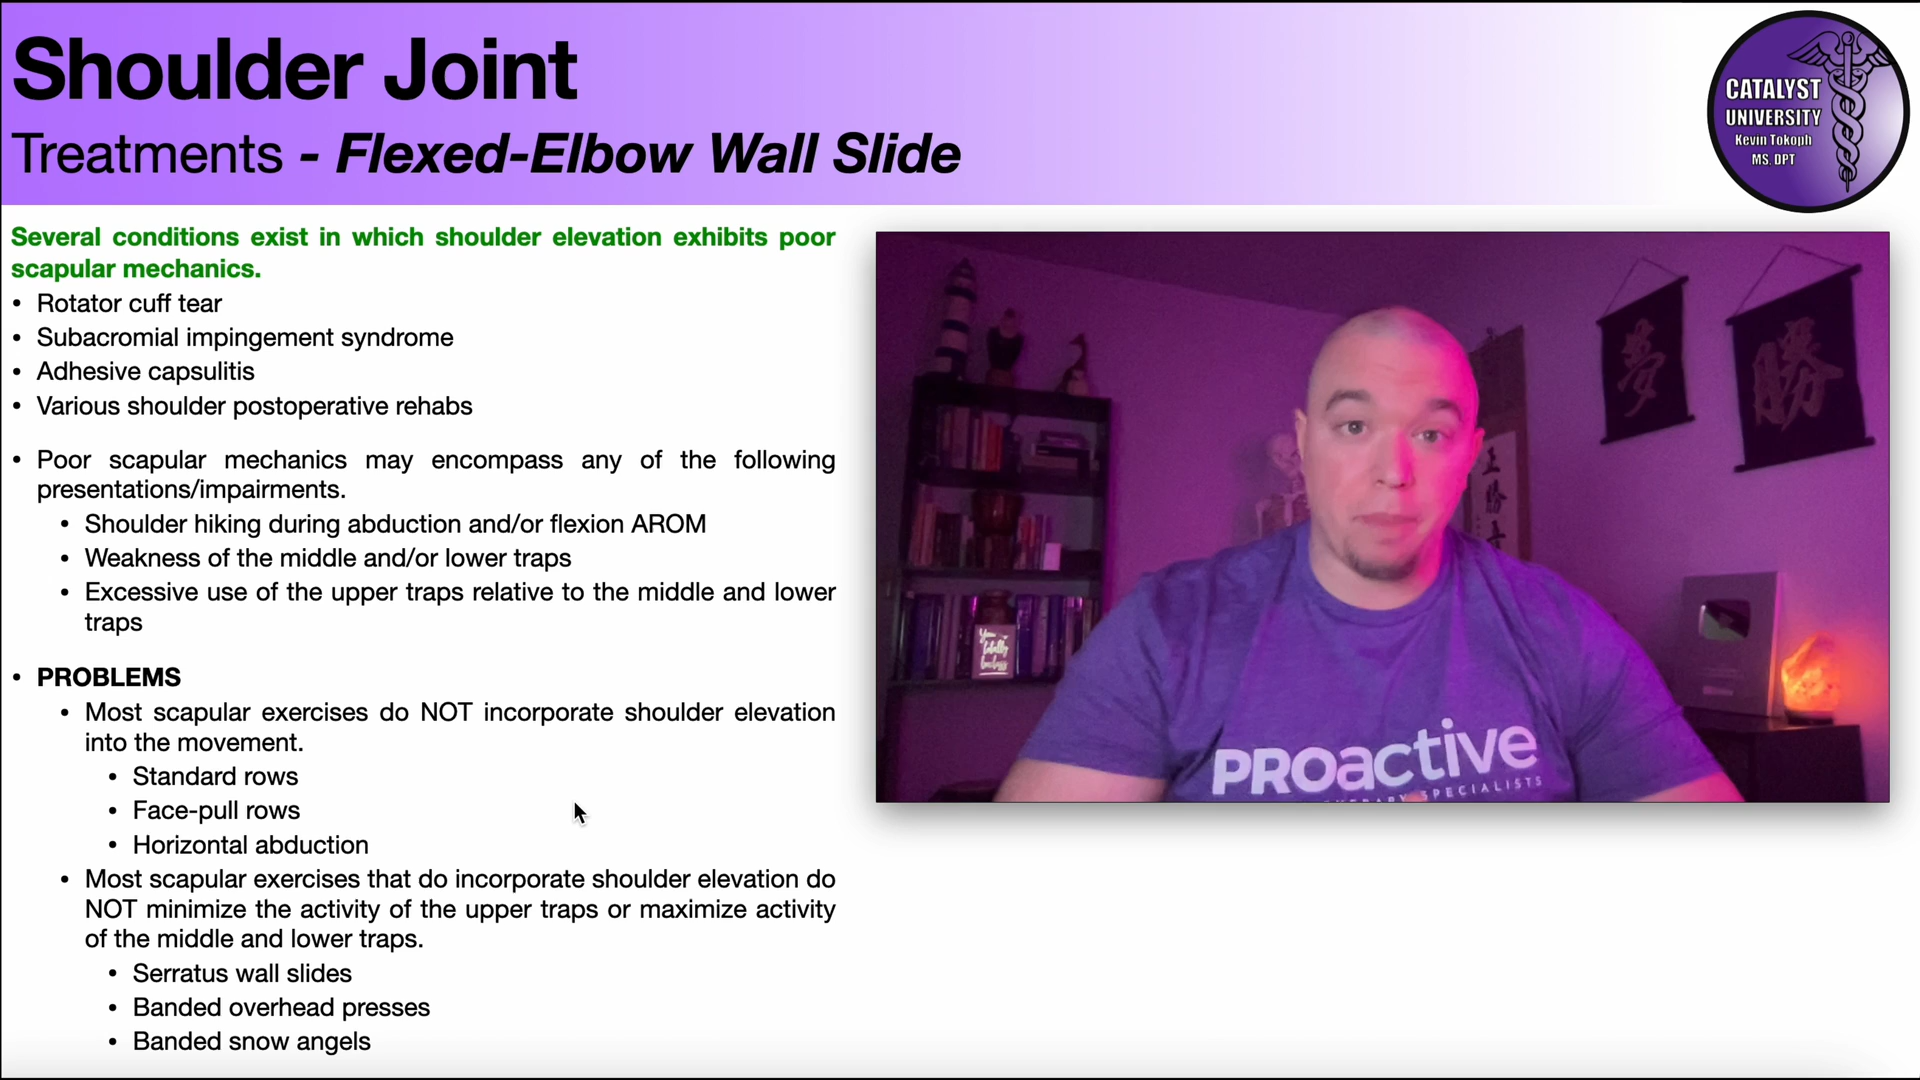 Shoulder Joint
Treatments - Flexed-Elbow Wall Slide
CATALYST
UNIVERSITY
Kevin Tokoph
MS, DPT
Several conditions exist in which shoulder elevation exhibits poor
scapular mechanics.
• Rotator cuff tear
• Subacromial impingement syndrome
• Adhesive capsulitis
• Various shoulder postoperative rehabs
• Poor scapular mechanics may encompass any of the following
presentations/impairments.
• Shoulder hiking during abduction and/or flexion AROM
• Weakness of the middle and/or lower traps
• Excessive use of the upper traps relative to the middle and lower
traps
• PROBLEMS
• Most scapular exercises do NOT incorporate shoulder elevation
into the movement.
• Standard rows
• Face-pull rows
• Horizontal abduction
• Most scapular exercises that do incorporate shoulder elevation do
NOT minimize the activity of the upper traps or maximize activity
of the middle and lower traps.
• Serratus wall slides
• Banded overhead presses
• Banded snow angels
夢
勝
PROactive
SPECIALISTS